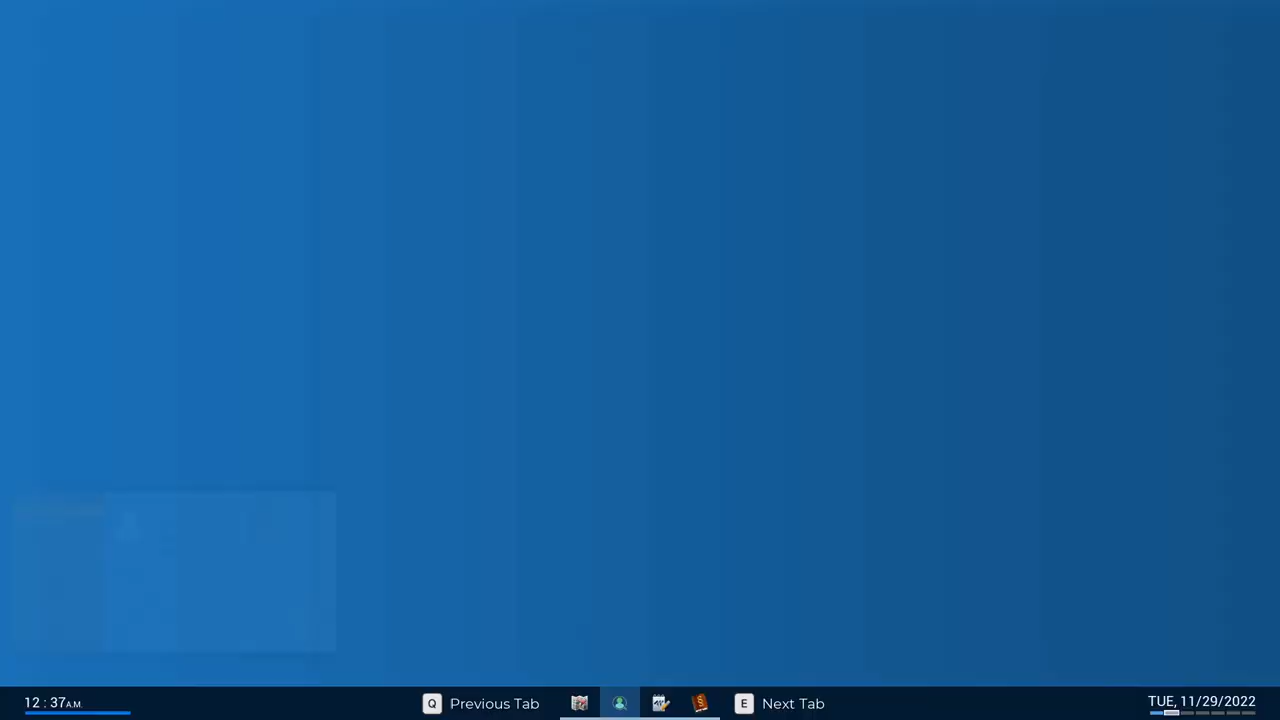 12 : 37A.M.
Q Previous Tab
E Next Tab
TUE, 11/29/2022